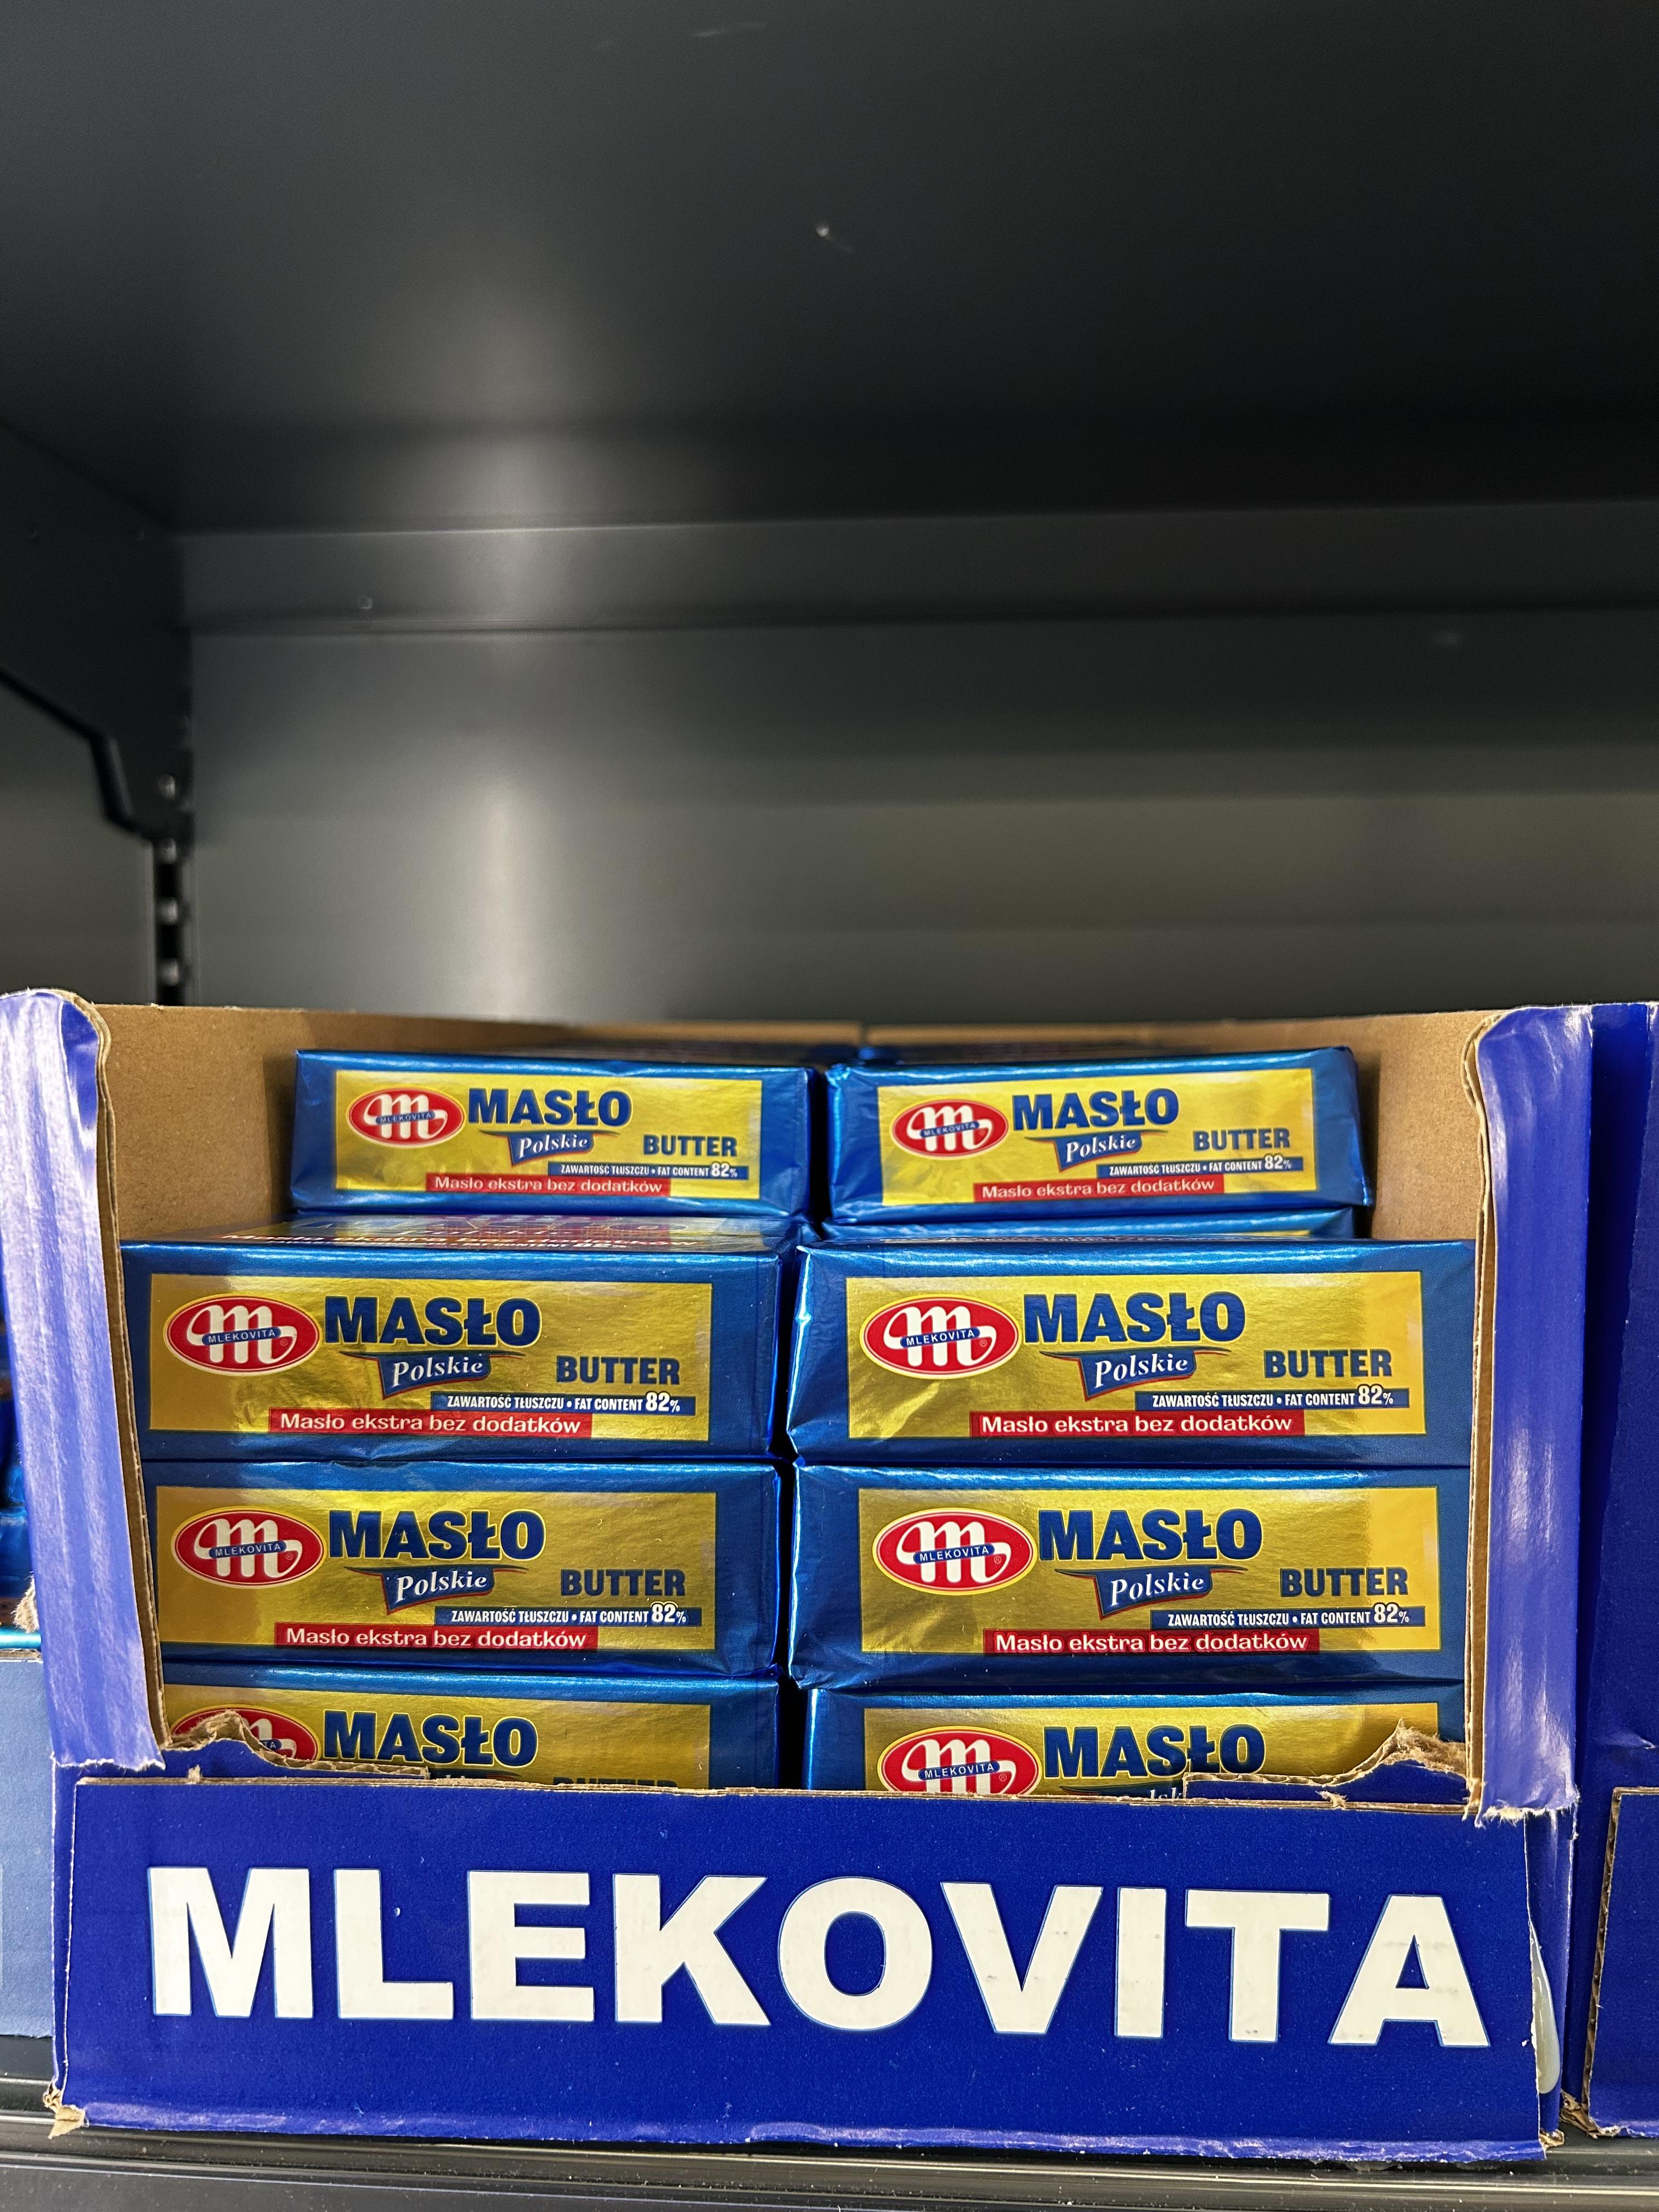 MLEKOVITA MASŁO
Polskie BUTTER
ZAWARTOŚĆ TŁUSZCZU • FAT CONTENT 82%
Masło ekstra bez dodatków
MLEKOVITA MASŁO
Polskie BUTTER
ZAWARTOŚĆ TŁUSZCZU • FAT CONTENT 82%
Masło ekstra bez dodatków
MLEKOVITA MASŁO
Polskie BUTTER
ZAWARTOŚĆ TŁUSZCZU • FAT CONTENT 82%
Masło ekstra bez dodatków
MLEKOVITA MASŁO
Polskie BUTTER
ZAWARTOŚĆ TŁUSZCZU • FAT CONTENT 82%
Masło ekstra bez dodatków
MLEKOVITA MASŁO
Polskie BUTTER
ZAWARTOŚĆ TŁUSZCZU • FAT CONTENT 82%
Masło ekstra bez dodatków
MLEKOVITA MASŁO
Polskie BUTTER
ZAWARTOŚĆ TŁUSZCZU • FAT CONTENT 82%
Masło ekstra bez dodatków
MASŁO
MLEKOVITA MASŁO
MLEKOVITA